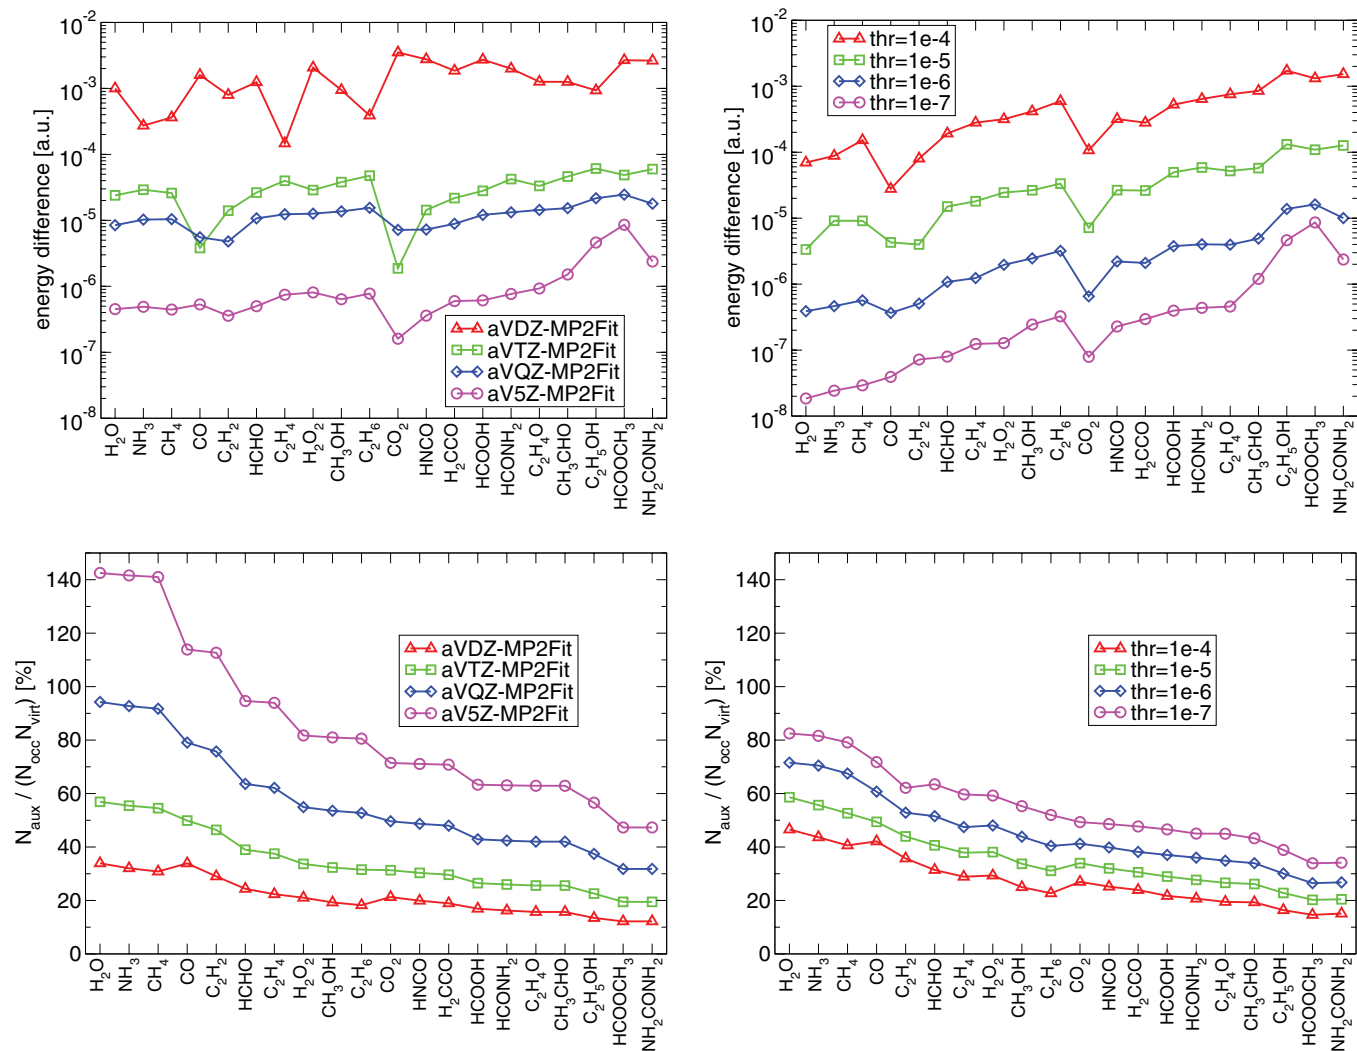 10⁻²
10⁻³
10⁻⁴
10⁻⁵
10⁻⁶
10⁻⁷
10⁻⁸
energy difference [a.u.]
aVDZ-MP2Fit
aVTZ-MP2Fit
aVQZ-MP2Fit
aV5Z-MP2Fit
H₂O
NH₃
CH₄
CO
C₂H₂
HCHO
C₂H₄
H₂O₂
CH₃OH
C₂H₆
CO₂
HNCO
H₂CCO
HCOOH
HCONH₂
C₂H₄O
CH₃CHO
C₂H₅OH
HCOOCH₃
NH₂CONH₂
10⁻²
10⁻³
10⁻⁴
10⁻⁵
10⁻⁶
10⁻⁷
10⁻⁸
energy difference [a.u.]
thr=1e-4
thr=1e-5
thr=1e-6
thr=1e-7
H₂O
NH₃
CH₄
CO
C₂H₂
HCHO
C₂H₄
H₂O₂
CH₃OH
C₂H₆
CO₂
HNCO
H₂CCO
HCOOH
HCONH₂
C₂H₄O
CH₃CHO
C₂H₅OH
HCOOCH₃
NH₂CONH₂
140
120
100
80
60
40
20
0
N_aux / (N_occ N_virt) [%]
aVDZ-MP2Fit
aVTZ-MP2Fit
aVQZ-MP2Fit
aV5Z-MP2Fit
H₂O
NH₃
CH₄
CO
C₂H₂
HCHO
C₂H₄
H₂O₂
CH₃OH
C₂H₆
CO₂
HNCO
H₂CCO
HCOOH
HCONH₂
C₂H₄O
CH₃CHO
C₂H₅OH
HCOOCH₃
NH₂CONH₂
140
120
100
80
60
40
20
0
N_aux / (N_occ N_virt) [%]
thr=1e-4
thr=1e-5
thr=1e-6
thr=1e-7
H₂O
NH₃
CH₄
CO
C₂H₂
HCHO
C₂H₄
H₂O₂
CH₃OH
C₂H₆
CO₂
HNCO
H₂CCO
HCOOH
HCONH₂
C₂H₄O
CH₃CHO
C₂H₅OH
HCOOCH₃
NH₂CONH₂